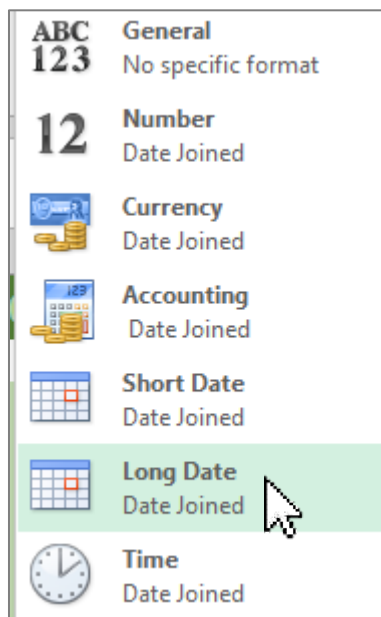 ABC
123
General
No specific format
12
Number
Date Joined
Currency
Date Joined
123
Accounting
Date Joined
Short Date
Date Joined
Long Date
Date Joined
Time
Date Joined